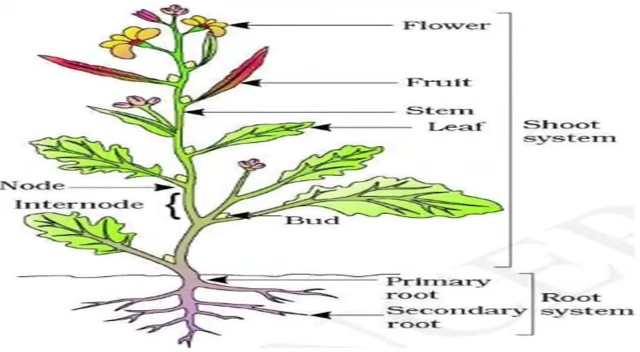 Flower
Fruit
Stem
Leaf
Shoot
system
Node
Internode
Bud
Primary
root
Secondary
root
Root
system